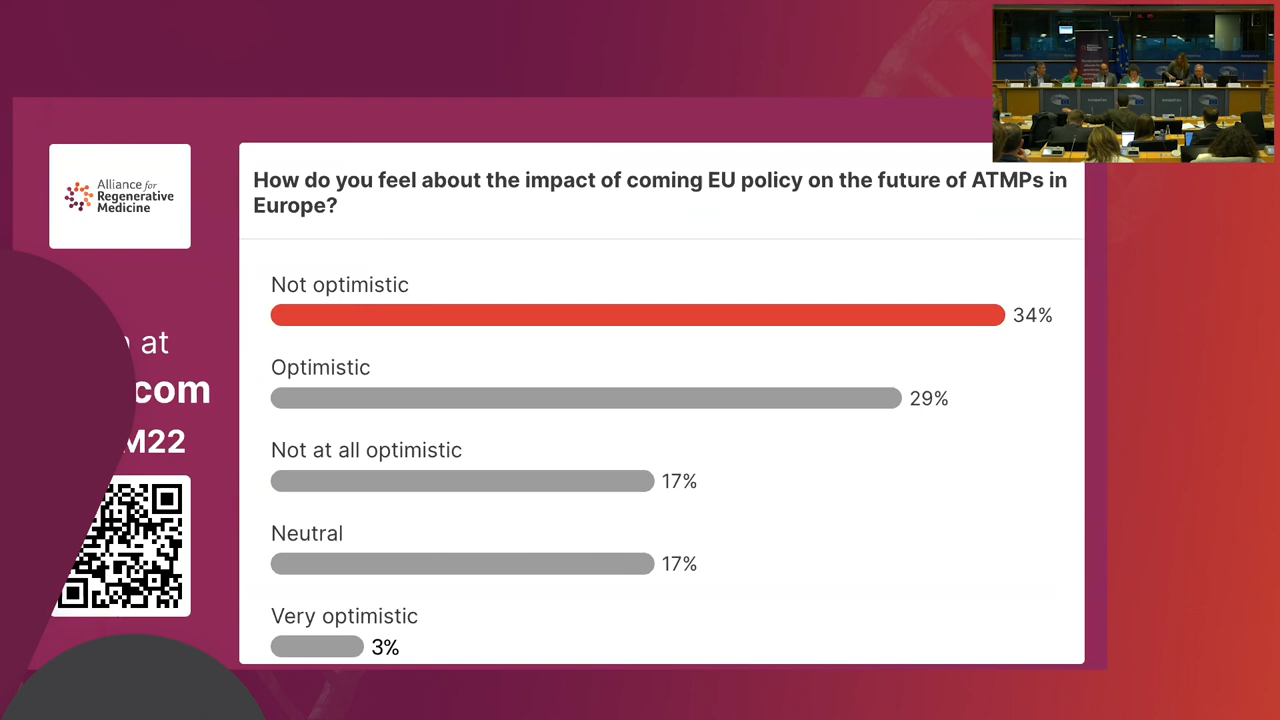 Alliance for
Regenerative
Medicine
at
com
M22
How do you feel about the impact of coming EU policy on the future of ATMPs in
Europe?
Not optimistic
34%
Optimistic
29%
Not at all optimistic
17%
Neutral
17%
Very optimistic
3%